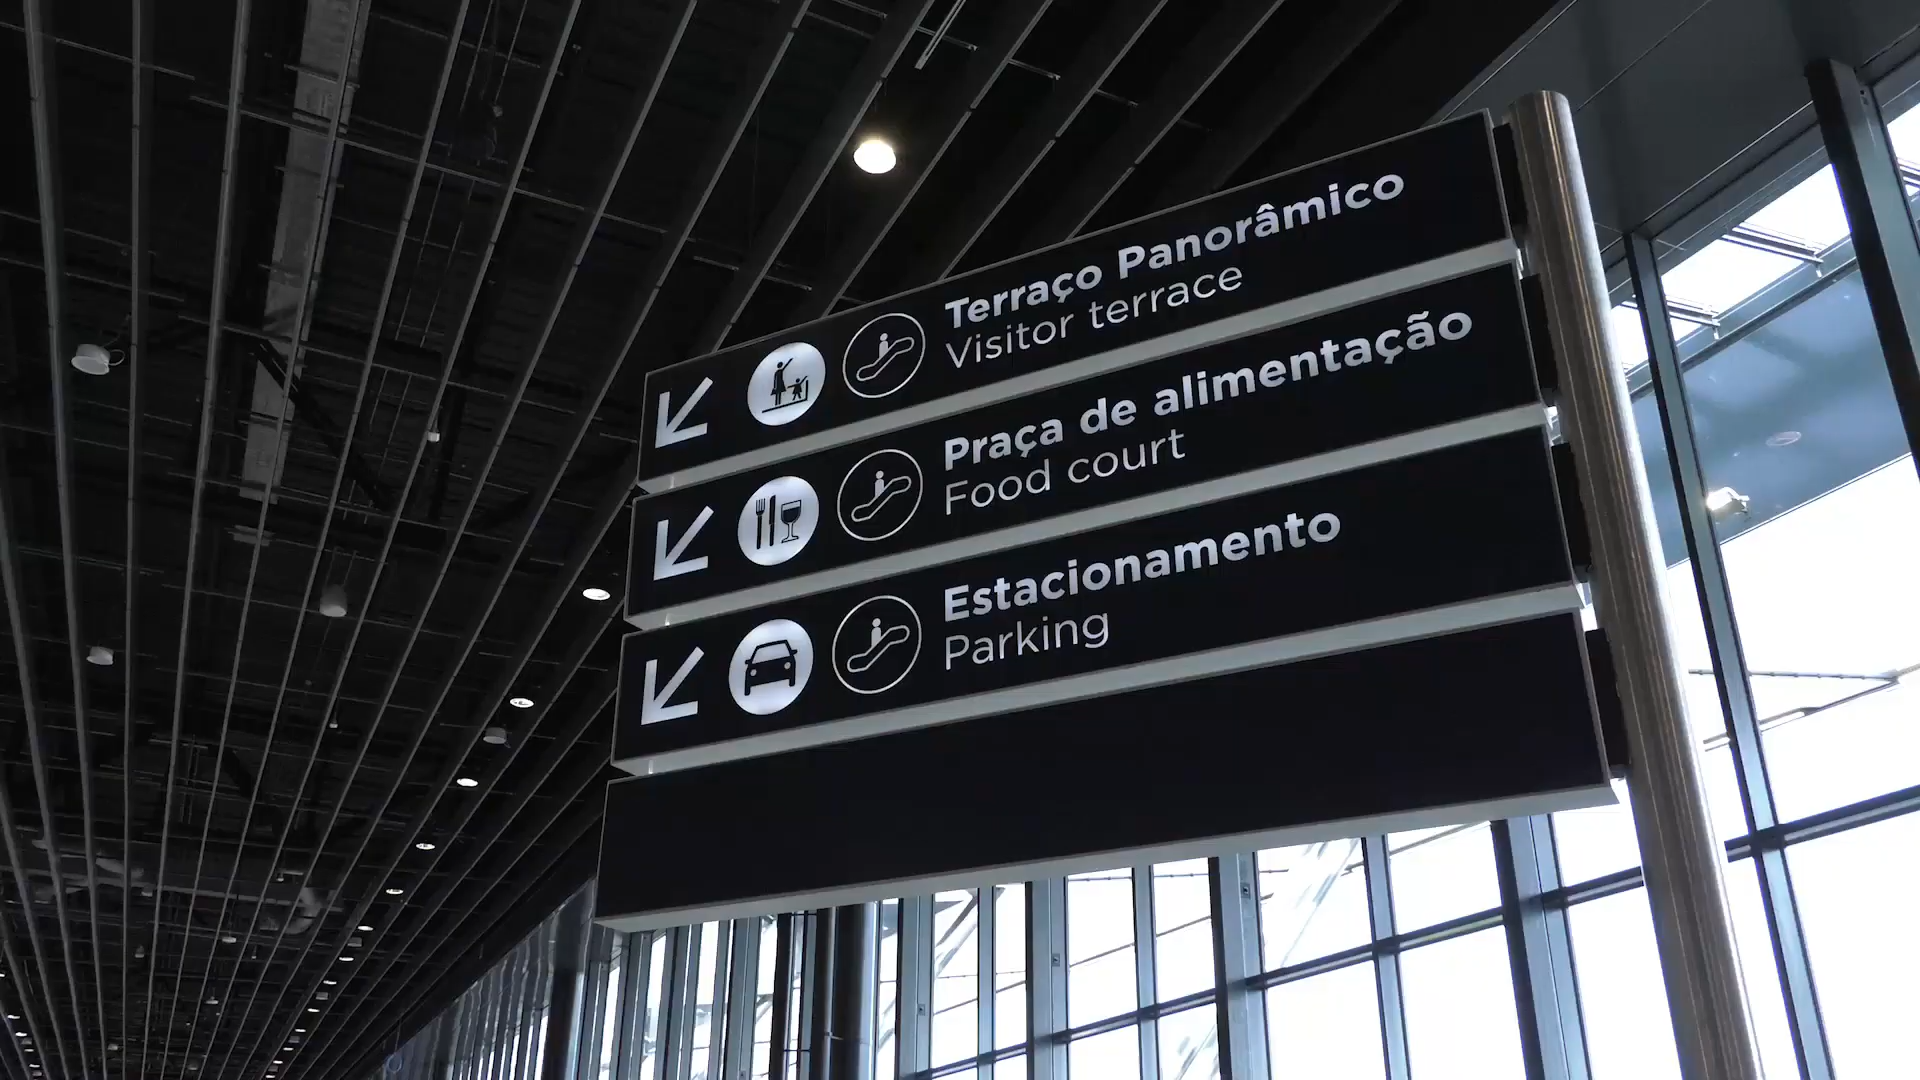 Terraço Panorâmico
Visitor terrace
Praça de alimentação
Food court
Estacionamento
Parking